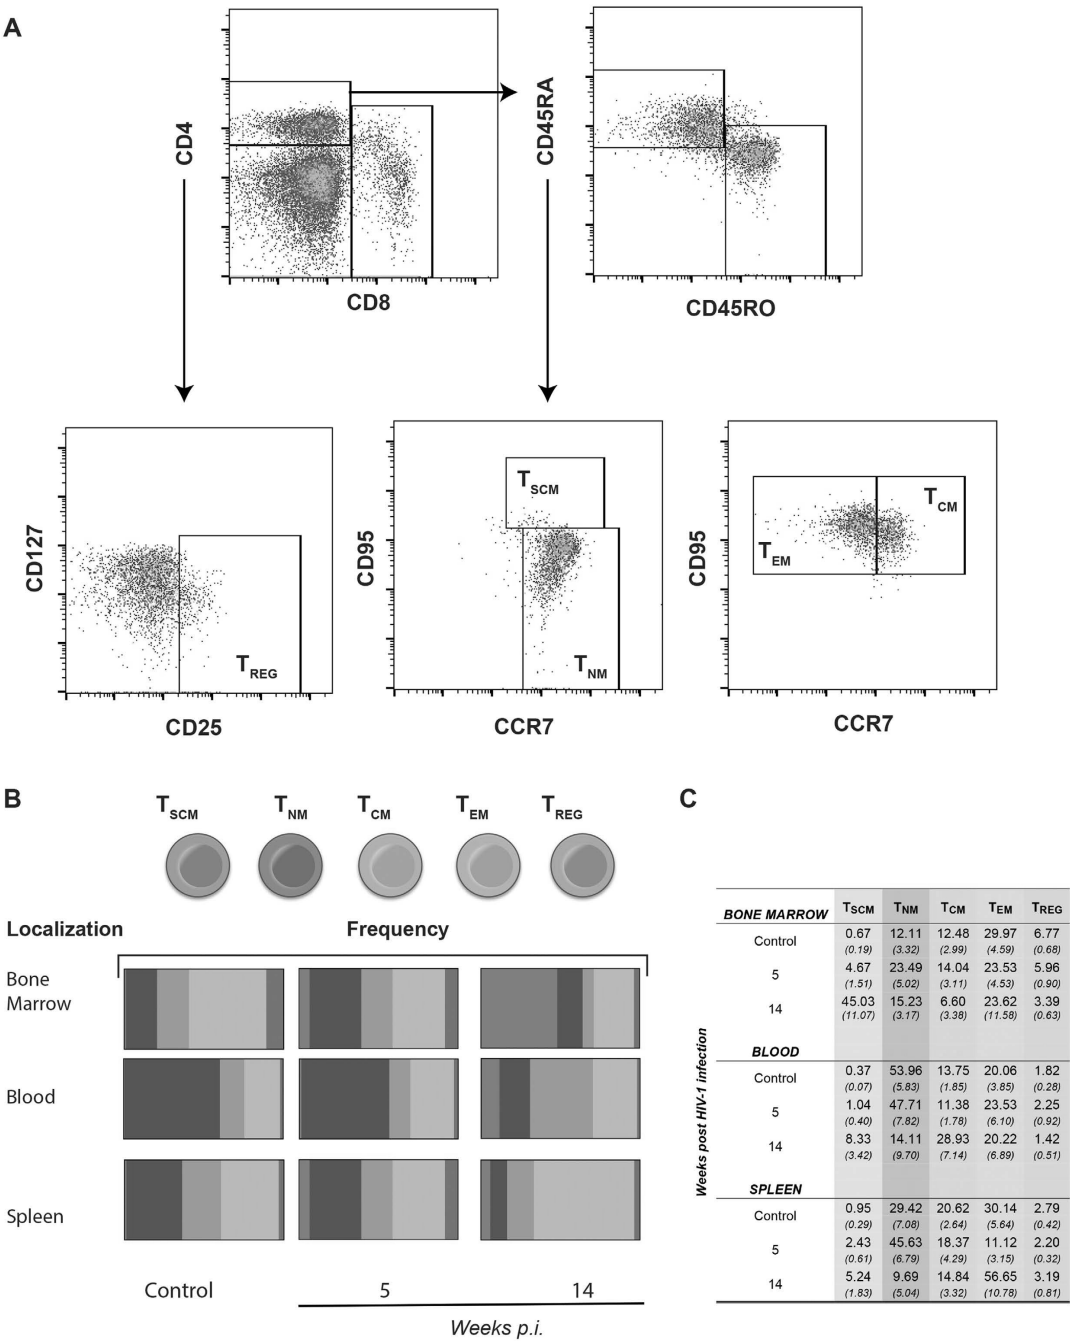 A
CD4
CD8
CD45RA
CD45RO
CD127
CD25
TREG
CD95
CCR7
TSCM
TNM
CD95
CCR7
TEM
TCM
B
TSCM TNM TCM TEM TREG
Localization Frequency
Bone
Marrow
Blood
Spleen
Control 5 14
Weeks p.i.
C
Weeks post HIV-1 infection
BONE MARROW TSCM TNM TCM TEM TREG
Control 0.67 12.11 12.48 29.97 6.77
(0.19) (3.32) (2.99) (4.59) (0.68)
5 4.67 23.49 14.04 23.53 5.96
(1.51) (5.02) (3.11) (4.53) (0.90)
14 45.03 15.23 6.60 23.62 3.39
(11.07) (3.17) (3.38) (11.58) (0.63)
BLOOD
Control 0.37 53.96 13.75 20.06 1.82
(0.07) (5.83) (1.85) (3.85) (0.28)
5 1.04 47.71 11.38 23.53 2.25
(0.40) (7.82) (1.78) (6.10) (0.92)
14 8.33 14.11 28.93 20.22 1.42
(3.42) (9.70) (7.14) (6.89) (0.51)
SPLEEN
Control 0.95 29.42 20.62 30.14 2.79
(0.29) (7.08) (2.64) (5.64) (0.42)
5 2.43 45.63 18.37 11.12 2.20
(0.61) (6.79) (4.29) (3.15) (0.32)
14 5.24 9.69 14.84 56.65 3.19
(1.83) (5.04) (3.32) (10.78) (0.81)